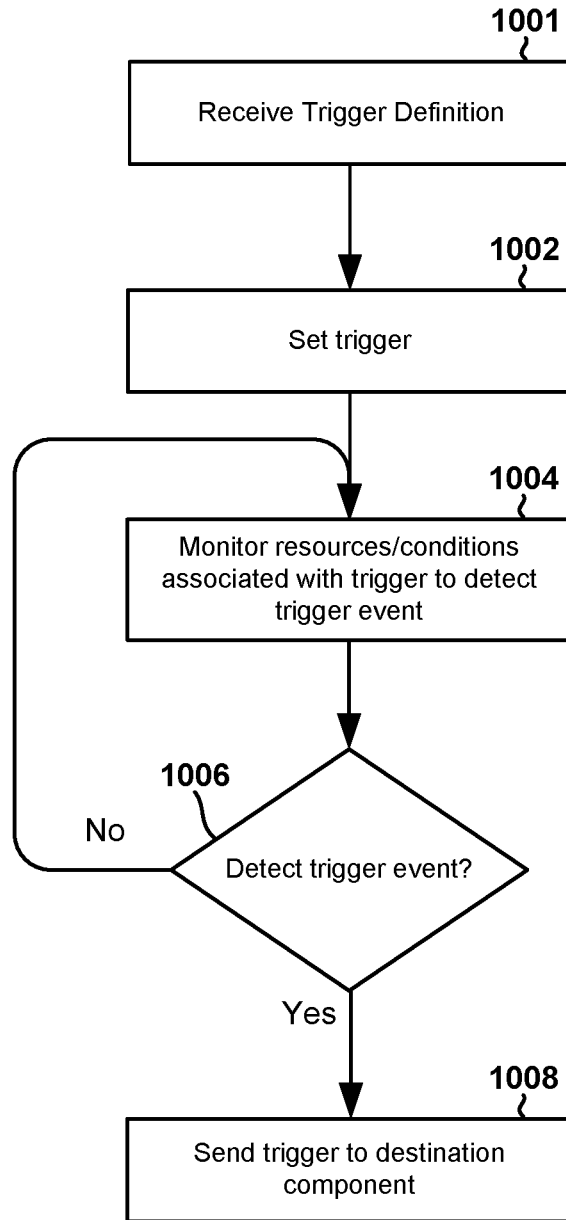 1001
Receive Trigger Definition
1002
Set trigger
1004
Monitor resources/conditions
associated with trigger to detect
trigger event
1006
No
Detect trigger event?
Yes
1008
Send trigger to destination
component